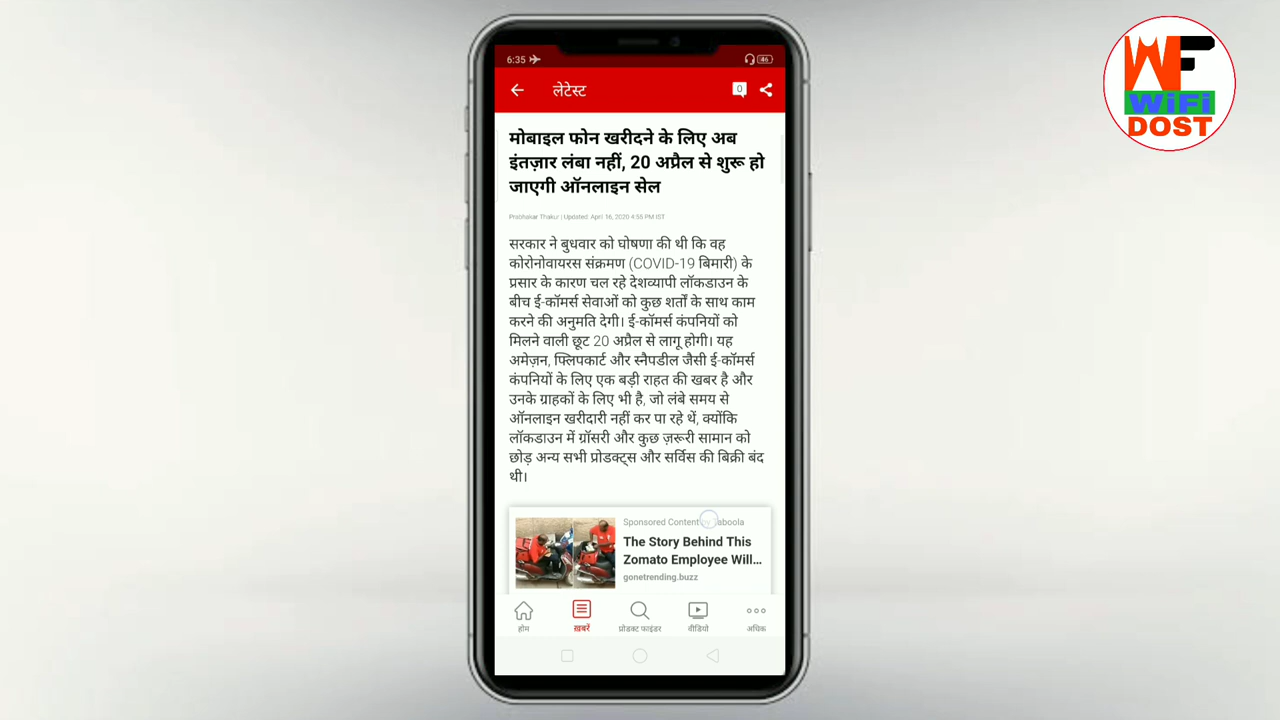 6:35
46
लेटेस्ट
0
मोबाइल फोन खरीदने के लिए अब
इंतज़ार लंबा नहीं, 20 अप्रैल से शुरू हो
जाएगी ऑनलाइन सेल
Prabhakar Thakur | Updated: April 16, 2020 4:55 PM IST
सरकार ने बुधवार को घोषणा की थी कि वह
कोरोनोवायरस संक्रमण (COVID-19 बिमारी) के
प्रसार के कारण चल रहे देशव्यापी लॉकडाउन के
बीच ई-कॉमर्स सेवाओं को कुछ शर्तों के साथ काम
करने की अनुमति देगी। ई-कॉमर्स कंपनियों को
मिलने वाली छूट 20 अप्रैल से लागू होगी। यह
अमेज़न, फ्लिपकार्ट और स्नैपडील जैसी ई-कॉमर्स
कंपनियों के लिए एक बड़ी राहत की खबर है और
उनके ग्राहकों के लिए भी है, जो लंबे समय से
ऑनलाइन खरीदारी नहीं कर पा रहे थें, क्योंकि
लॉकडाउन में ग्रॉसरी और कुछ ज़रूरी सामान को
छोड़ अन्य सभी प्रोडक्ट्स और सर्विस की बिक्री बंद
थी।
Sponsored Content by Taboola
The Story Behind This
Zomato Employee Will...
gonetrending.buzz
होम
ख़बरें
प्रोडक्ट फाइंडर
वीडियो
अधिक
WF
WiFi
DOST